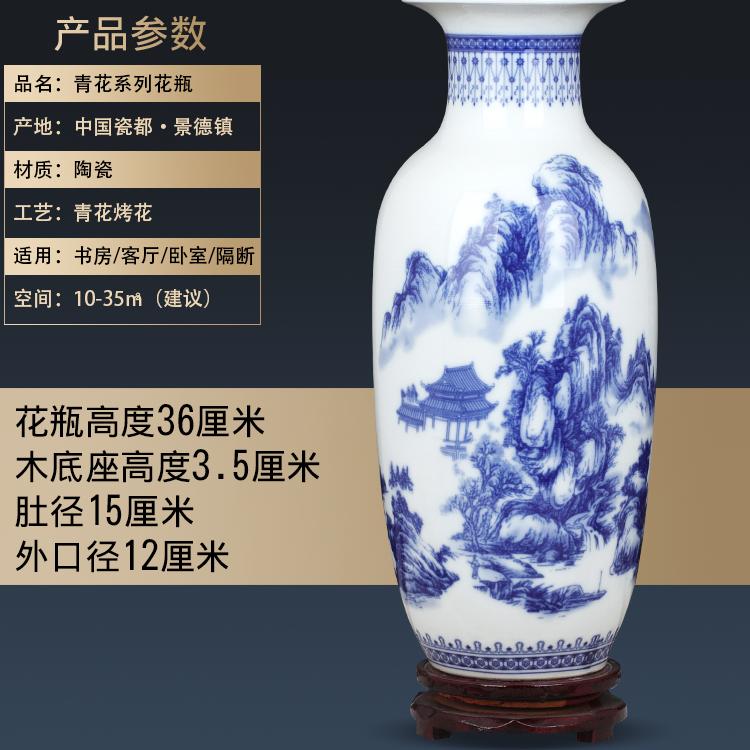 产品参数
品名：青花系列花瓶
产地：中国瓷都·景德镇
材质：陶瓷
工艺：青花烤花
适用：书房/客厅/卧室/隔断
空间：10-35㎡（建议）
花瓶高度36厘米
木底座高度3.5厘米
肚径15厘米
外口径12厘米